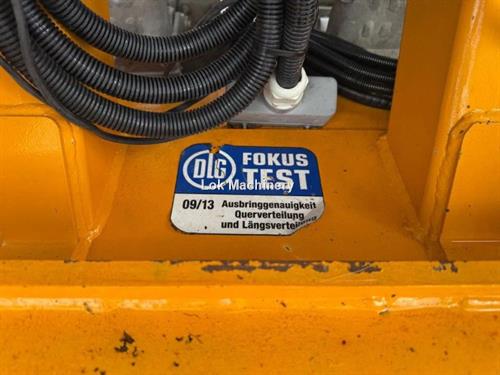 DLG FOKUS
TEST
Lok Machinery
09/13 Ausbringgenauigkeit
Querverteilung
und Längsverteilung